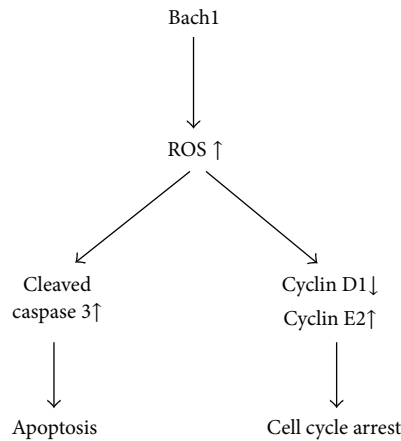 Bach1
ROS ↑
Cleaved
caspase 3↑
Cyclin D1↓
Cyclin E2↑
Apoptosis
Cell cycle arrest